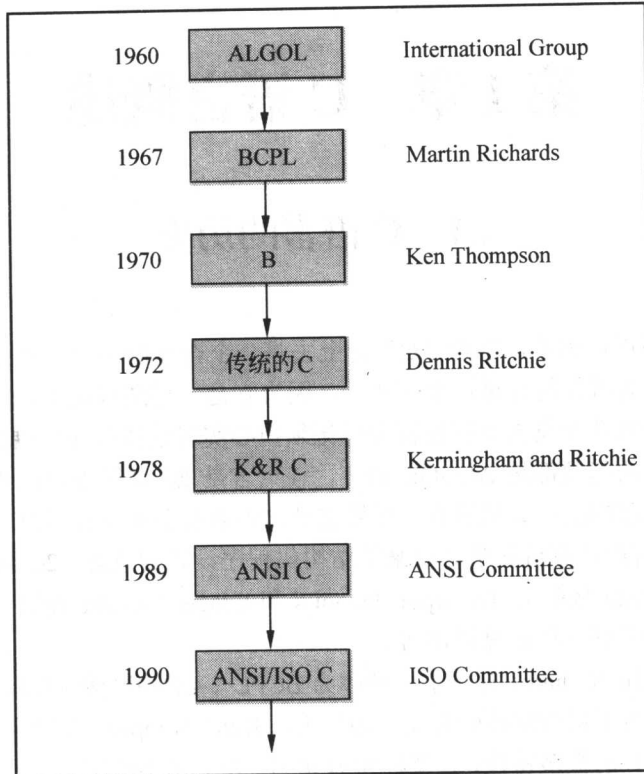 1960 ALGOL International Group
1967 BCPL Martin Richards
1970 B Ken Thompson
1972 传统的C Dennis Ritchie
1978 K&R C Kerningham and Ritchie
1989 ANSI C ANSI Committee
1990 ANSI/ISO C ISO Committee